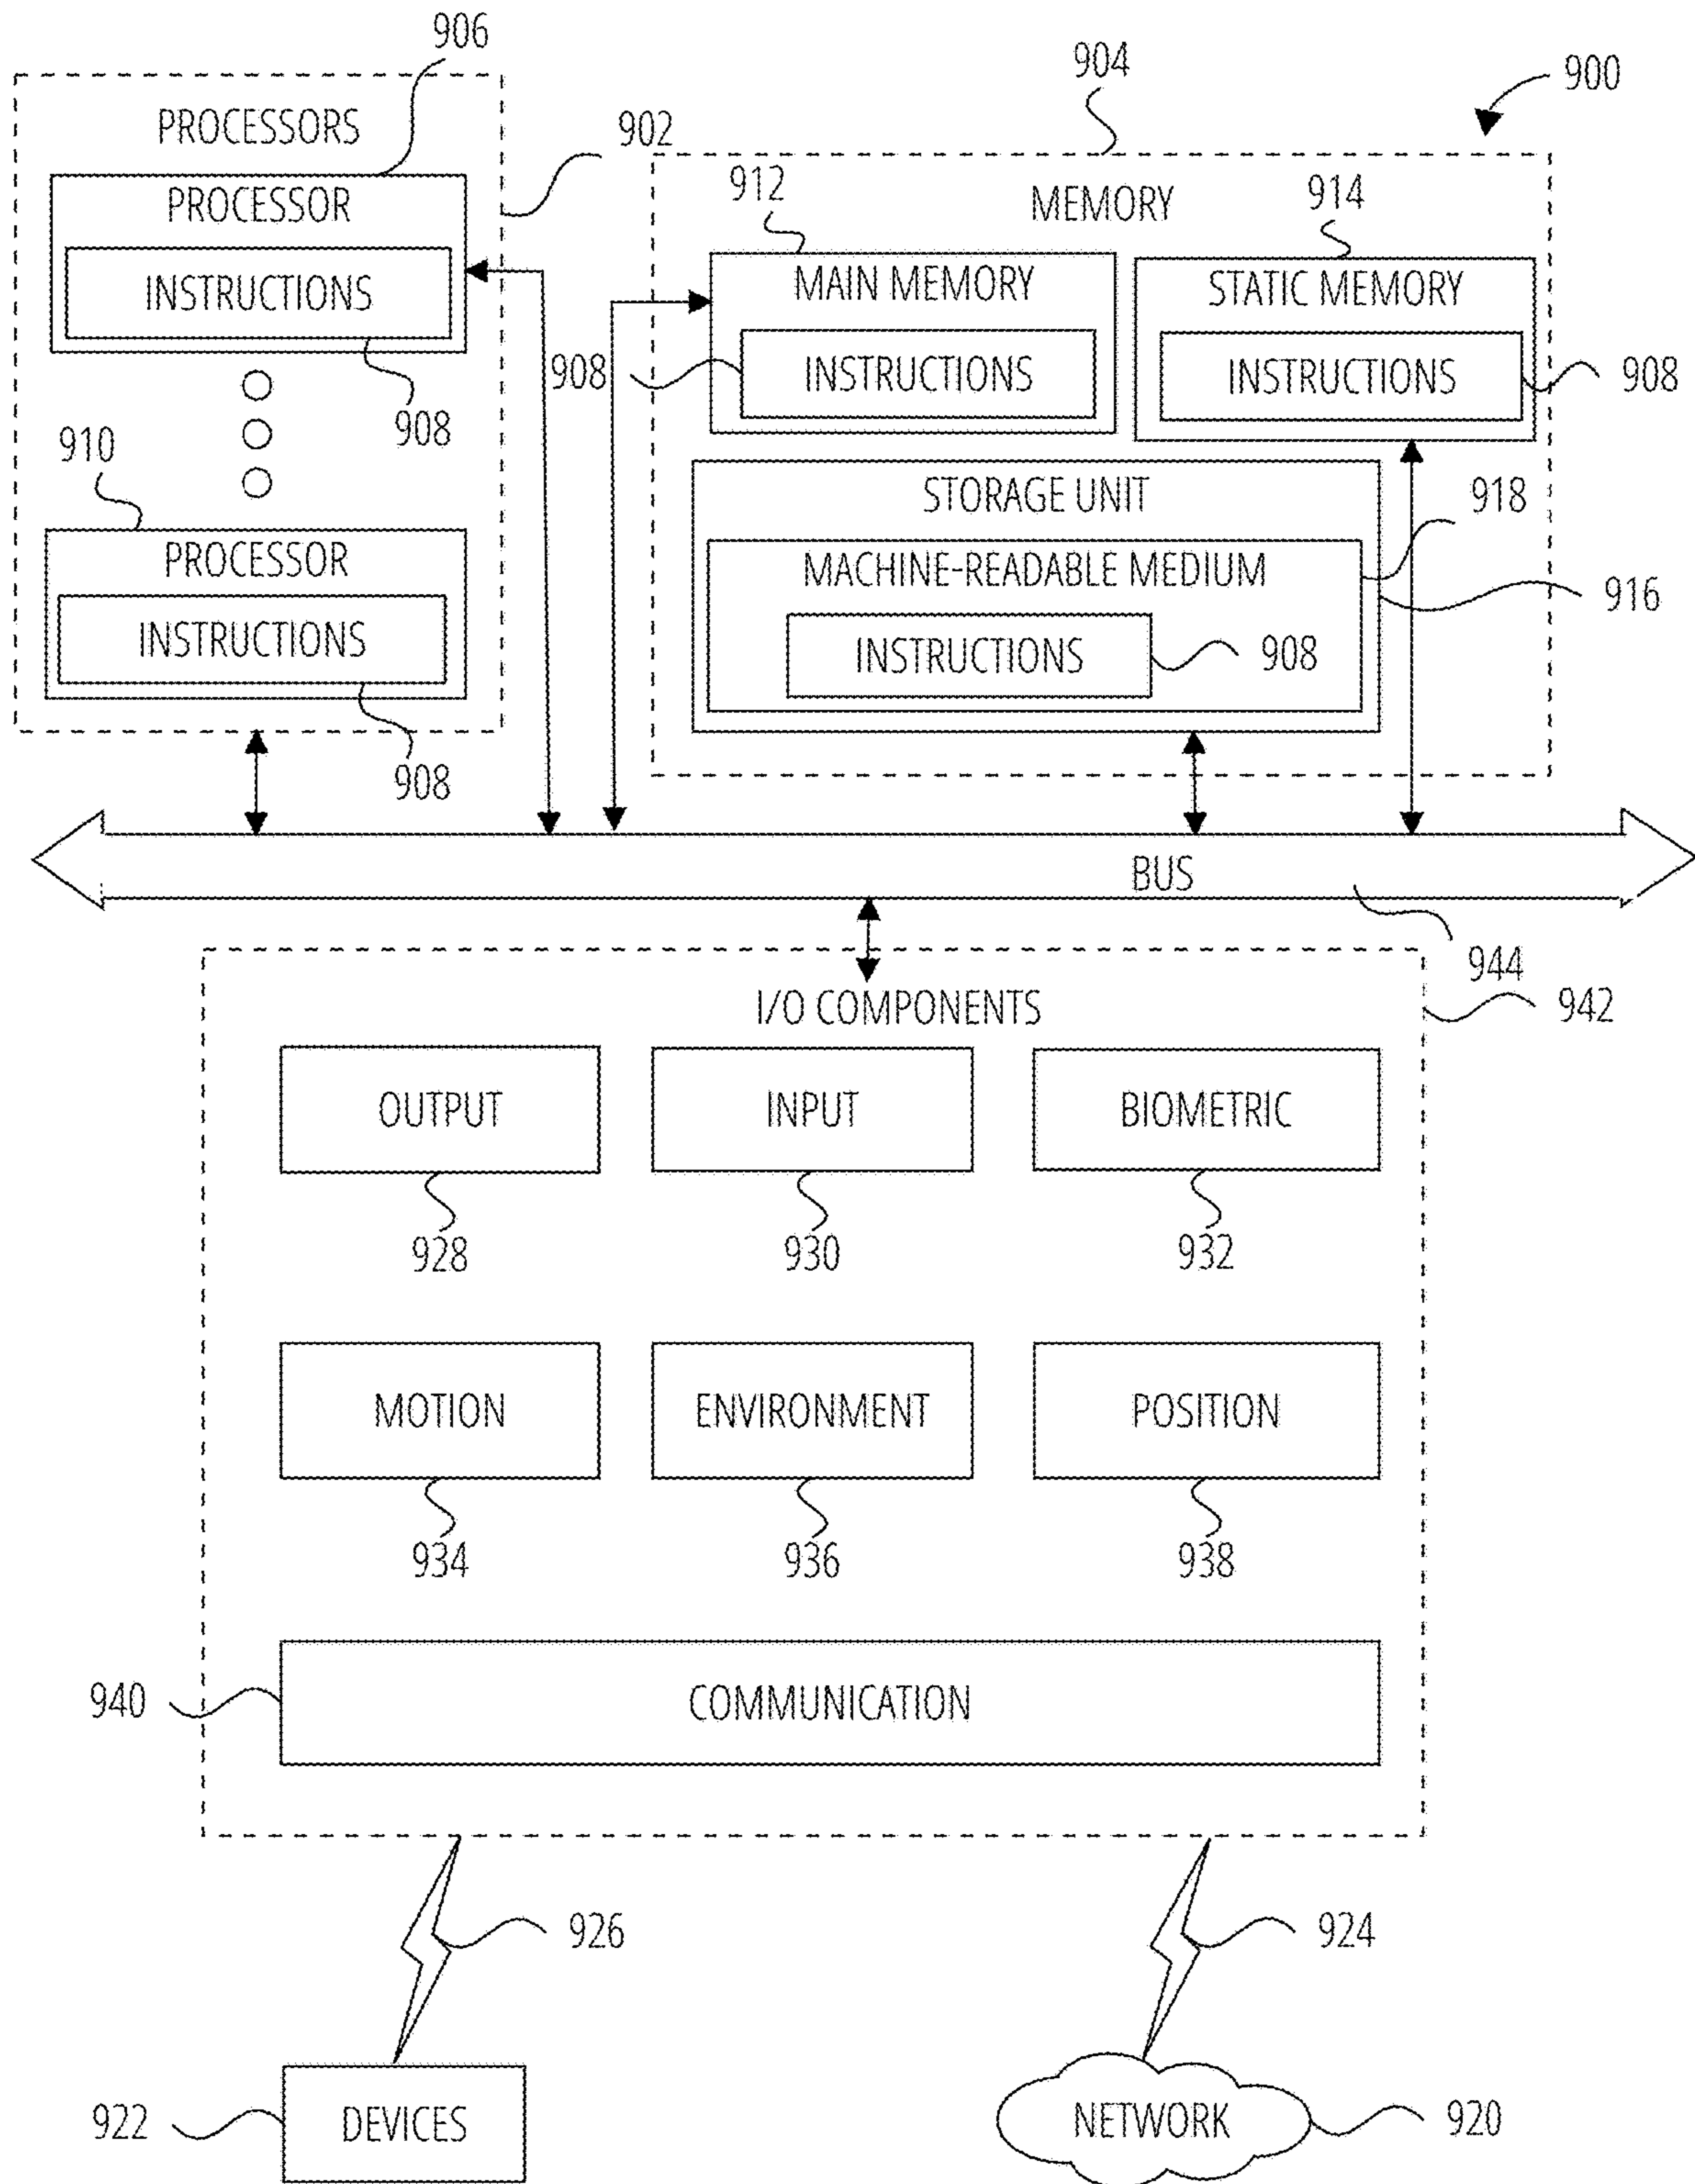 906
904
900
PROCESSORS
902
912
MEMORY
914
PROCESSOR
INSTRUCTIONS
MAIN MEMORY
STATIC MEMORY
908
INSTRUCTIONS
INSTRUCTIONS
908
908
910
STORAGE UNIT
918
PROCESSOR
MACHINE-READABLE MEDIUM
916
INSTRUCTIONS
INSTRUCTIONS
908
908
BUS
944
I/O COMPONENTS
942
OUTPUT
INPUT
BIOMETRIC
928
930
932
MOTION
ENVIRONMENT
POSITION
934
936
938
940
COMMUNICATION
926
924
922
DEVICES
NETWORK
920